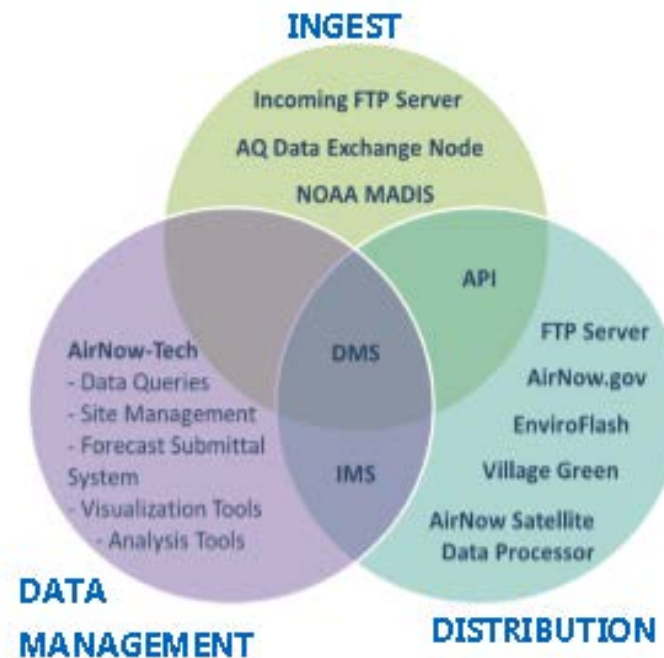 INGEST
Incoming FTP Server
AQ Data Exchange Node
NOAA MADIS
API
DMS
IMS
AirNow-Tech
- Data Queries
- Site Management
- Forecast Submittal
System
- Visualization Tools
- Analysis Tools
FTP Server
AirNow.gov
EnviroFlash
Village Green
AirNow Satellite
Data Processor
DATA
MANAGEMENT
DISTRIBUTION